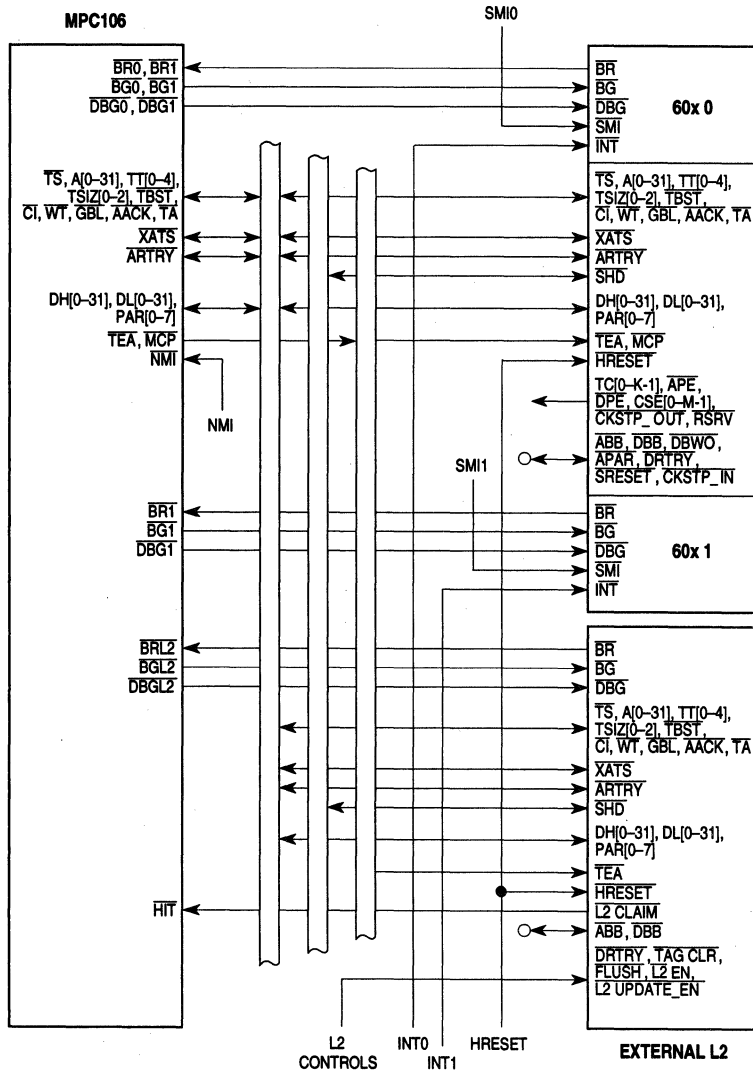 SMI0
MPC106
BR0, BR1
BG0, BG1
DBG0, DBG1
TS, A[0–31], TT[0–4],
TSIZ[0–2], TBST,
CI, WT, GBL, AACK, TA
XATS
ARTRY
DH[0–31], DL[0–31],
PAR[0–7]
TEA, MCP
NMI
NMI
BR1
BG1
DBG1
BRL2
BGL2
DBGL2
HIT
BR
BG
DBG
60x 0
SMI
INT
TS, A[0–31], TT[0–4],
TSIZ[0–2], TBST,
CI, WT, GBL, AACK, TA
XATS
ARTRY
SHD
DH[0–31], DL[0–31],
PAR[0–7]
TEA, MCP
HRESET
TC[0–K-1], APE,
DPE, CSE[0–M-1],
CKSTP_OUT, RSRV
ABB, DBB, DBWO,
APAR, DRTRY,
SRESET, CKSTP_IN
SMI1
BR
BG
DBG
60x 1
SMI
INT
BR
BG
DBG
TS, A[0–31], TT[0–4],
TSIZ[0–2], TBST,
CI, WT, GBL, AACK, TA
XATS
ARTRY
SHD
DH[0–31], DL[0–31],
PAR[0–7]
TEA
HRESET
L2 CLAIM
ABB, DBB
DRTRY, TAG CLR,
FLUSH, L2 EN,
L2 UPDATE_EN
L2
CONTROLS
INT0
INT1
HRESET
EXTERNAL L2